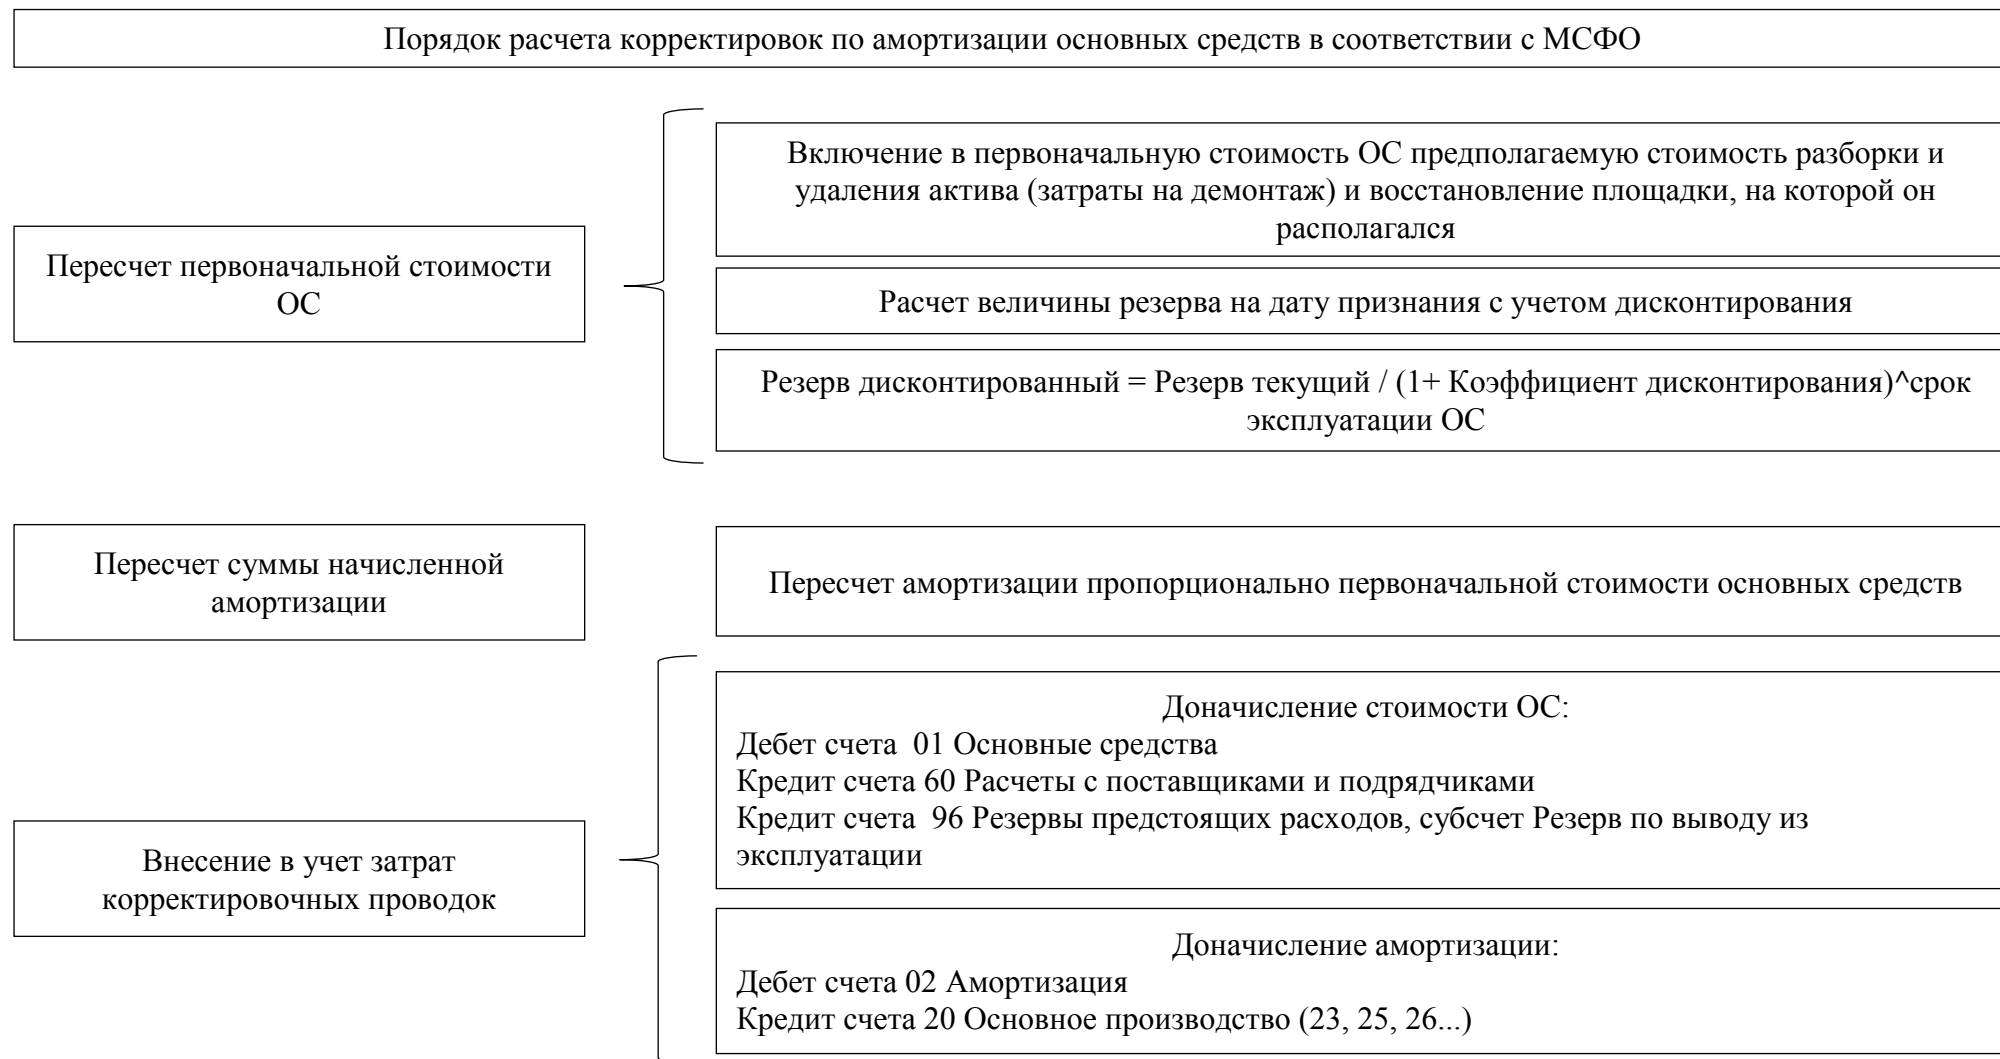 Порядок расчета корректировок по амортизации основных средств в соответствии с МСФО
Включение в первоначальную стоимость ОС предполагаемую стоимость разборки и
удаления актива (затраты на демонтаж) и восстановление площадки, на которой он
располагался
Пересчет первоначальной стоимости
ОС
Расчет величины резерва на дату признания с учетом дисконтирования
Резерв дисконтированный = Резерв текущий / (1+ Коэффициент дисконтирования)^срок
эксплуатации ОС
Пересчет суммы начисленной
амортизации
Пересчет амортизации пропорционально первоначальной стоимости основных средств
Внесение в учет затрат
корректировочных проводок
Доначисление стоимости ОС:
Дебет счета 01 Основные средства
Кредит счета 60 Расчеты с поставщиками и подрядчиками
Кредит счета 96 Резервы предстоящих расходов, субсчет Резерв по выводу из
эксплуатации
Доначисление амортизации:
Дебет счета 02 Амортизация
Кредит счета 20 Основное производство (23, 25, 26...)